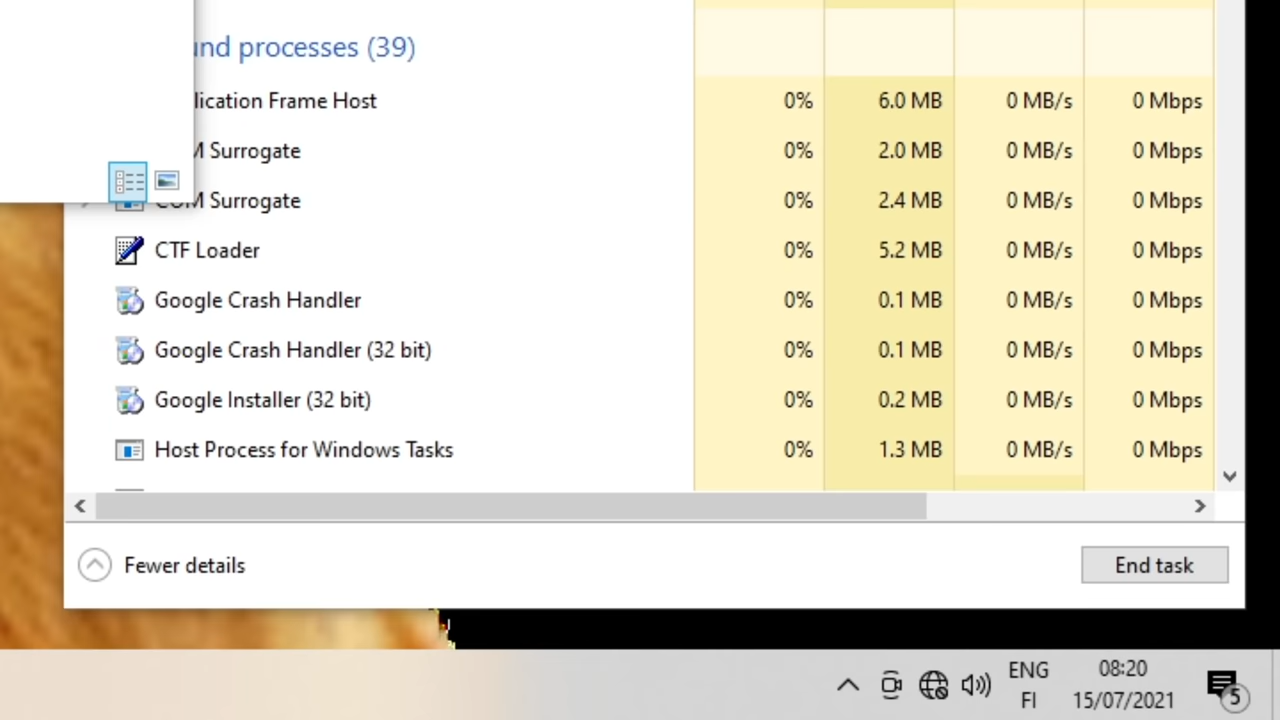 processes (39)
Frame Host 0% 6.0 MB 0 MB/s 0 Mbps
Surrogate 0% 2.0 MB 0 MB/s 0 Mbps
COM Surrogate 0% 2.4 MB 0 MB/s 0 Mbps
CTF Loader 0% 5.2 MB 0 MB/s 0 Mbps
Google Crash Handler 0% 0.1 MB 0 MB/s 0 Mbps
Google Crash Handler (32 bit) 0% 0.1 MB 0 MB/s 0 Mbps
Google Installer (32 bit) 0% 0.2 MB 0 MB/s 0 Mbps
Host Process for Windows Tasks 0% 1.3 MB 0 MB/s 0 Mbps
Fewer details
End task
ENG
FI
08:20
15/07/2021
5